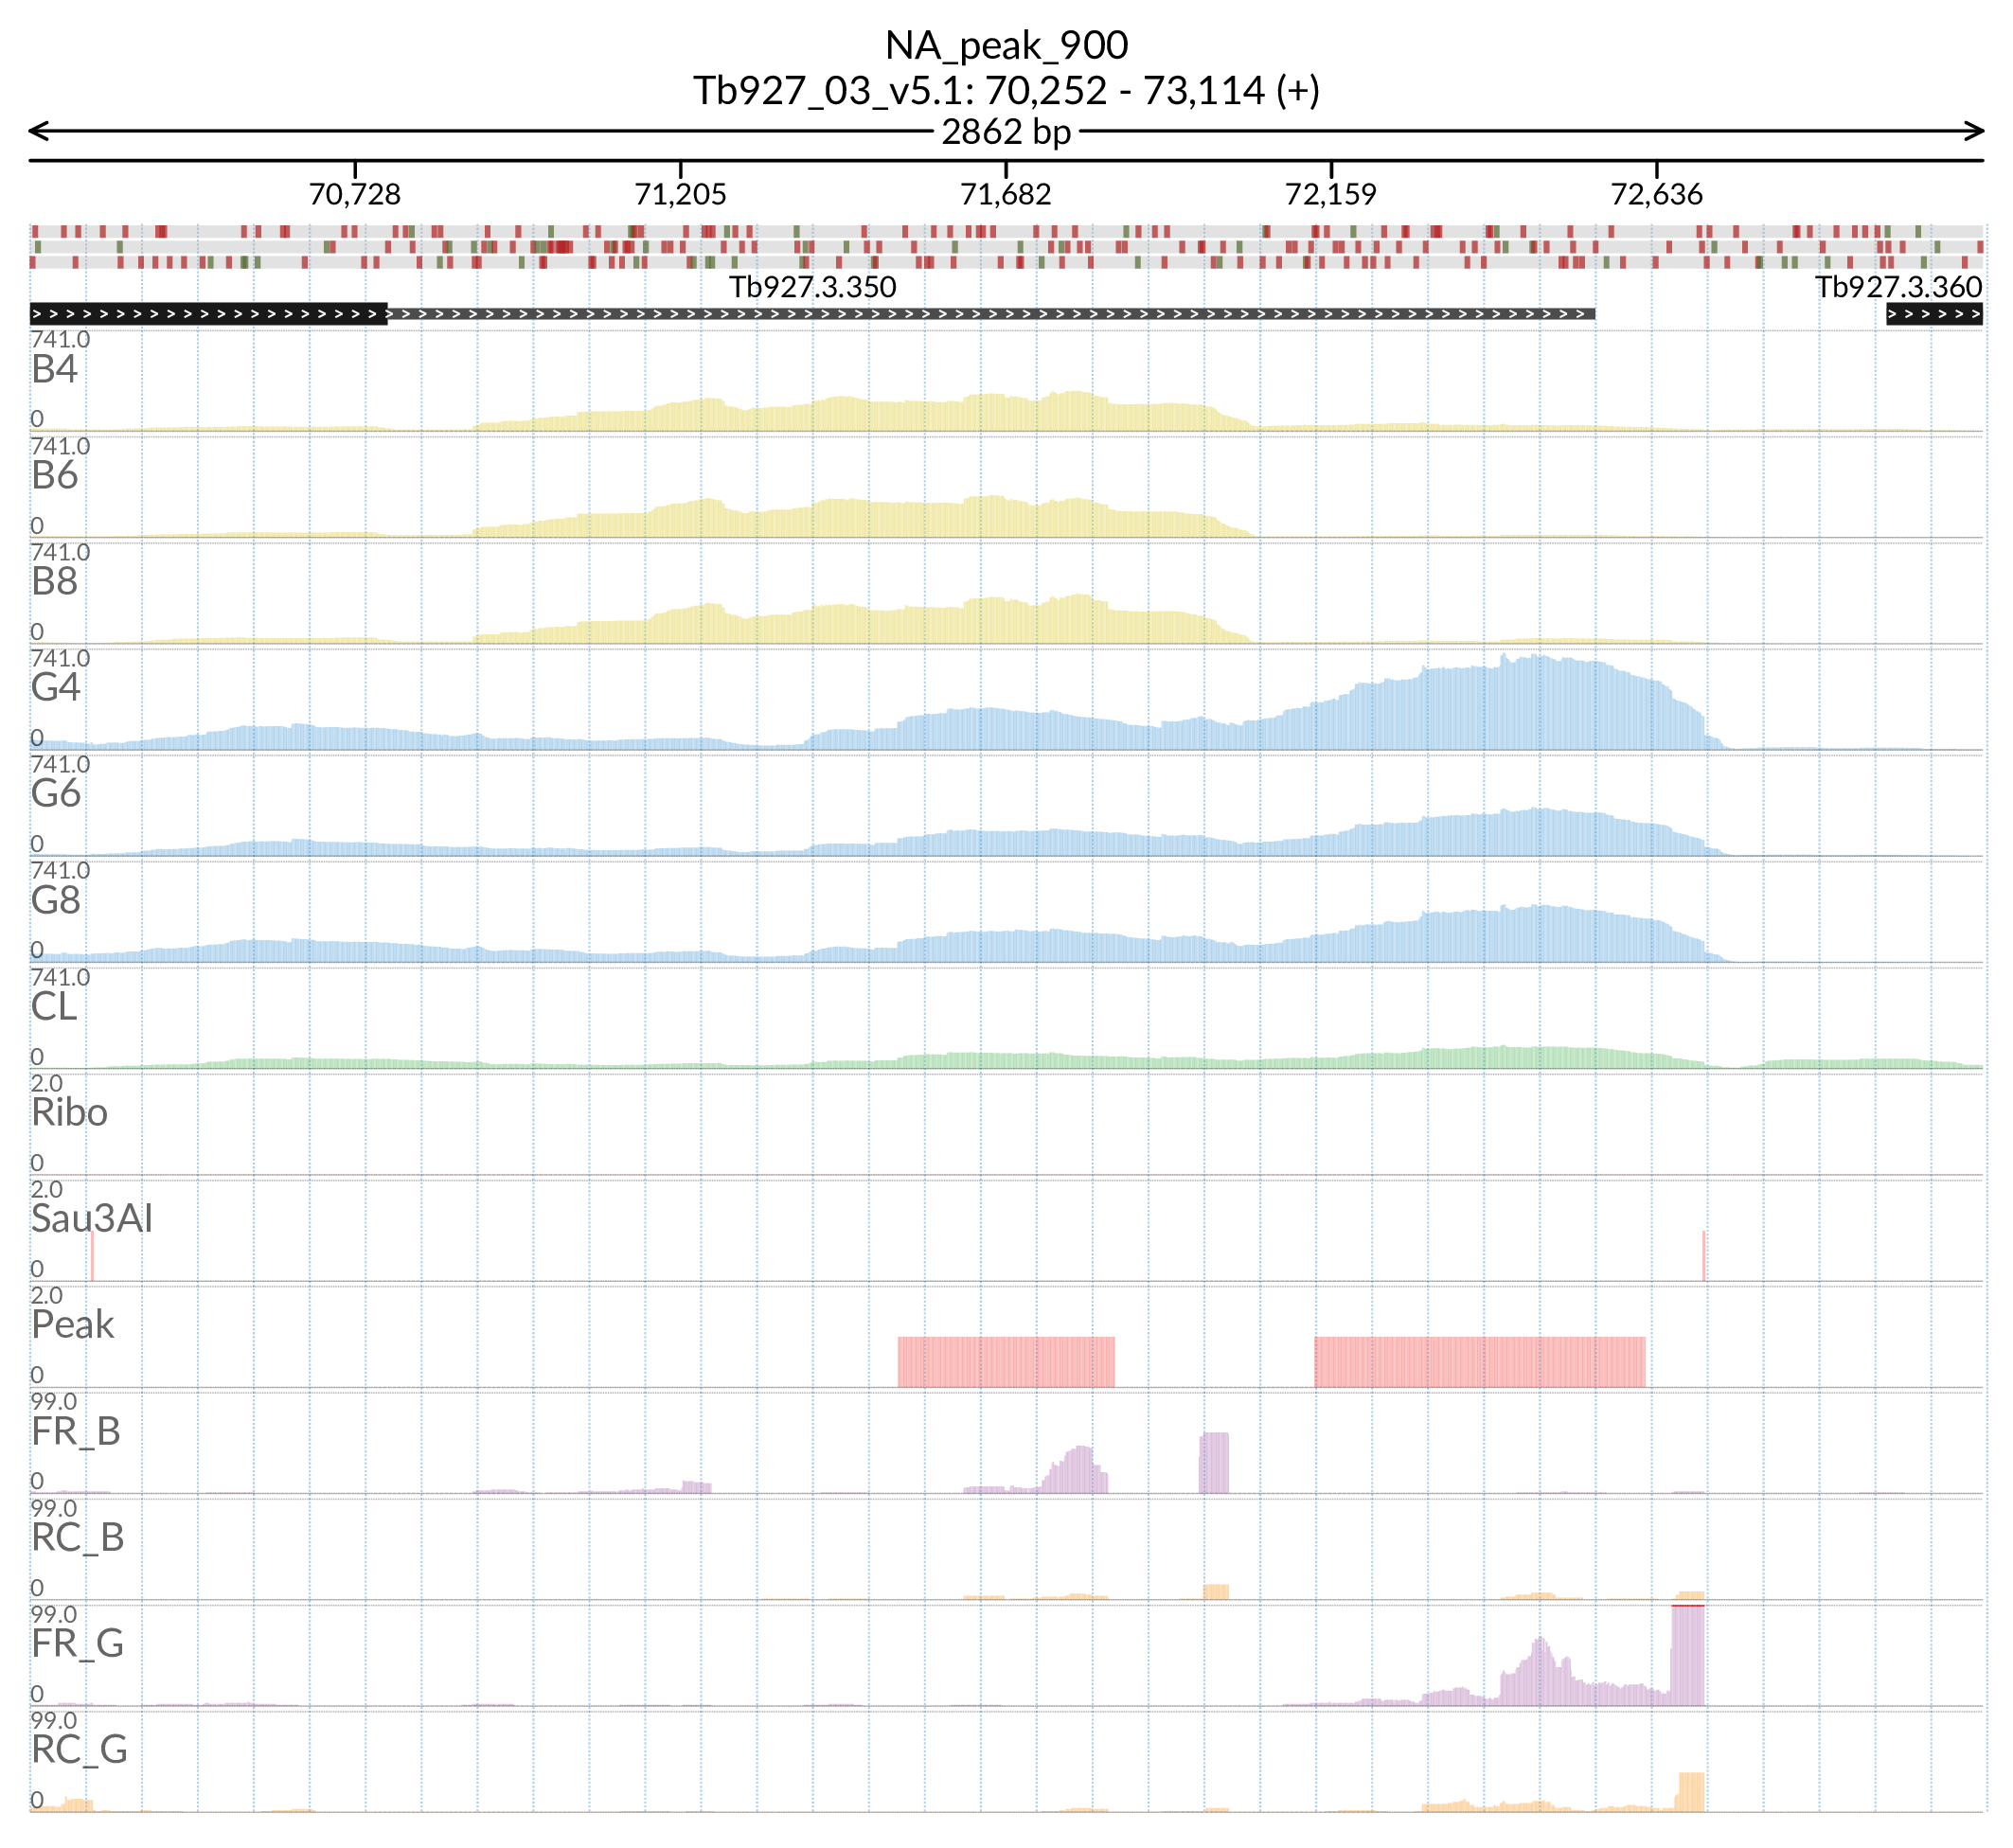 NA_peak_900
Tb927_03_v5.1: 70,252 - 73,114 (+)
2862 bp
70,728 71,205 71,682 72,159 72,636
Tb927.3.350 Tb927.3.360
741.0
B4
0
741.0
B6
0
741.0
B8
0
741.0
G4
0
741.0
G6
0
741.0
G8
0
741.0
CL
0
2.0
Ribo
0
2.0
Sau3AI
0
2.0
Peak
0
99.0
FR_B
0
99.0
RC_B
0
99.0
FR_G
0
99.0
RC_G
0